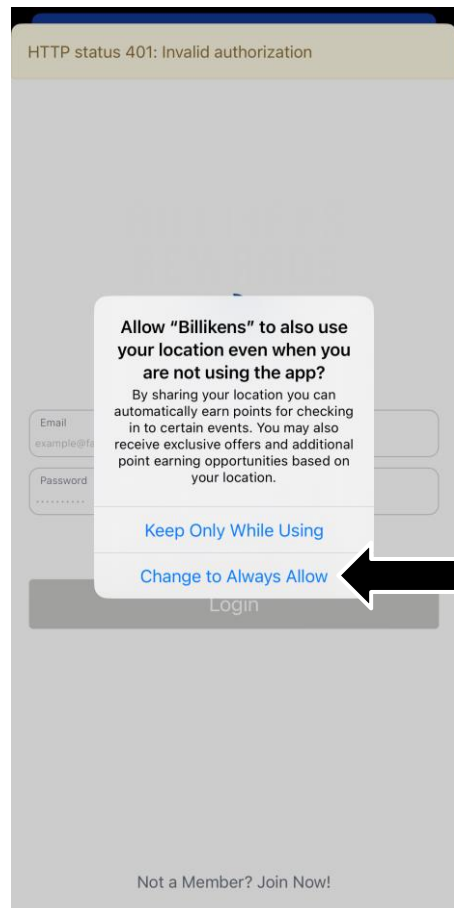 HTTP status 401: Invalid authorization
Allow “Billikens” to also use
your location even when you
are not using the app?
By sharing your location you can
automatically earn points for checking
in to certain events. You may also
receive exclusive offers and additional
point earning opportunities based on
your location.
Email
Password
..........
Keep Only While Using
Change to Always Allow
Login
Not a Member? Join Now!